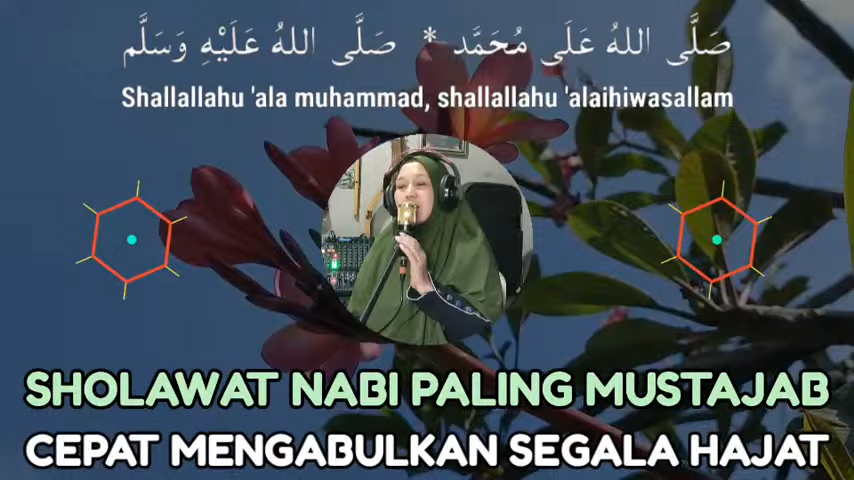 صَلَّى اللهُ عَلَى مُحَمَّد * صَلَّى اللهُ عَلَيْهِ وَسَلَّم
Shallallahu 'ala muhammad, shallallahu 'alaihiwasallam
SHOLAWAT NABI PALING MUSTAJAB
CEPAT MENGABULKAN SEGALA HAJAT